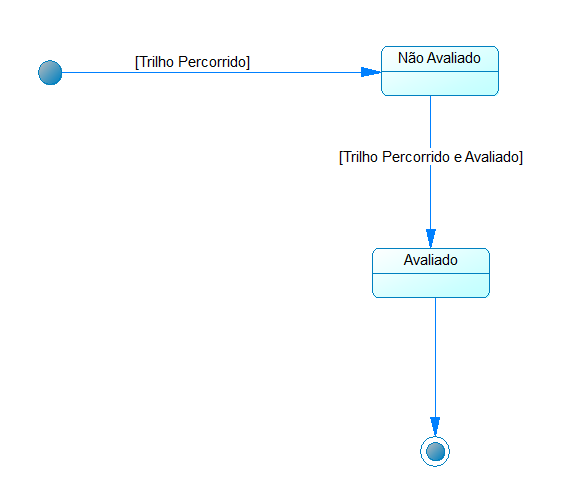 [Trilho Percorrido]
Não Avaliado
[Trilho Percorrido e Avaliado]
Avaliado